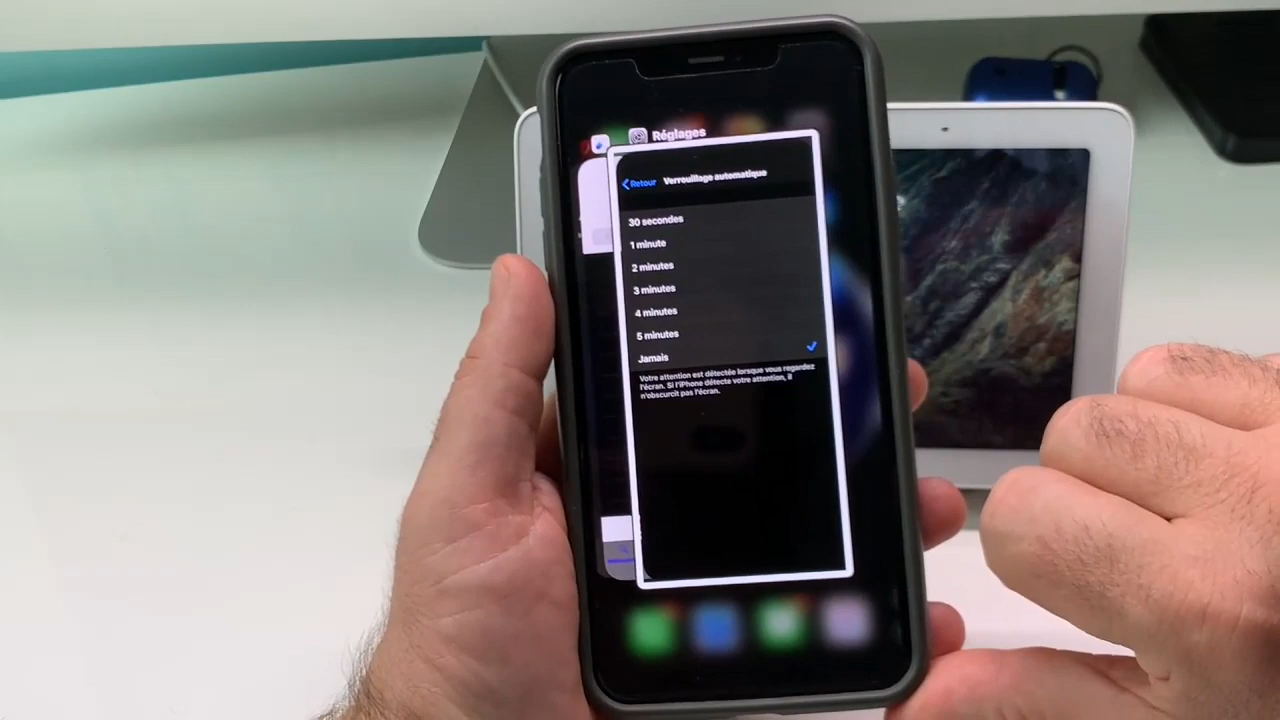 Réglages
Retour Verrouillage automatique
30 secondes
1 minute
2 minutes
3 minutes
4 minutes
5 minutes
Jamais
Votre attention est détectée lorsque vous regardez
l'écran. Si l'iPhone détecte votre attention, il
n'obscurcit pas l'écran.